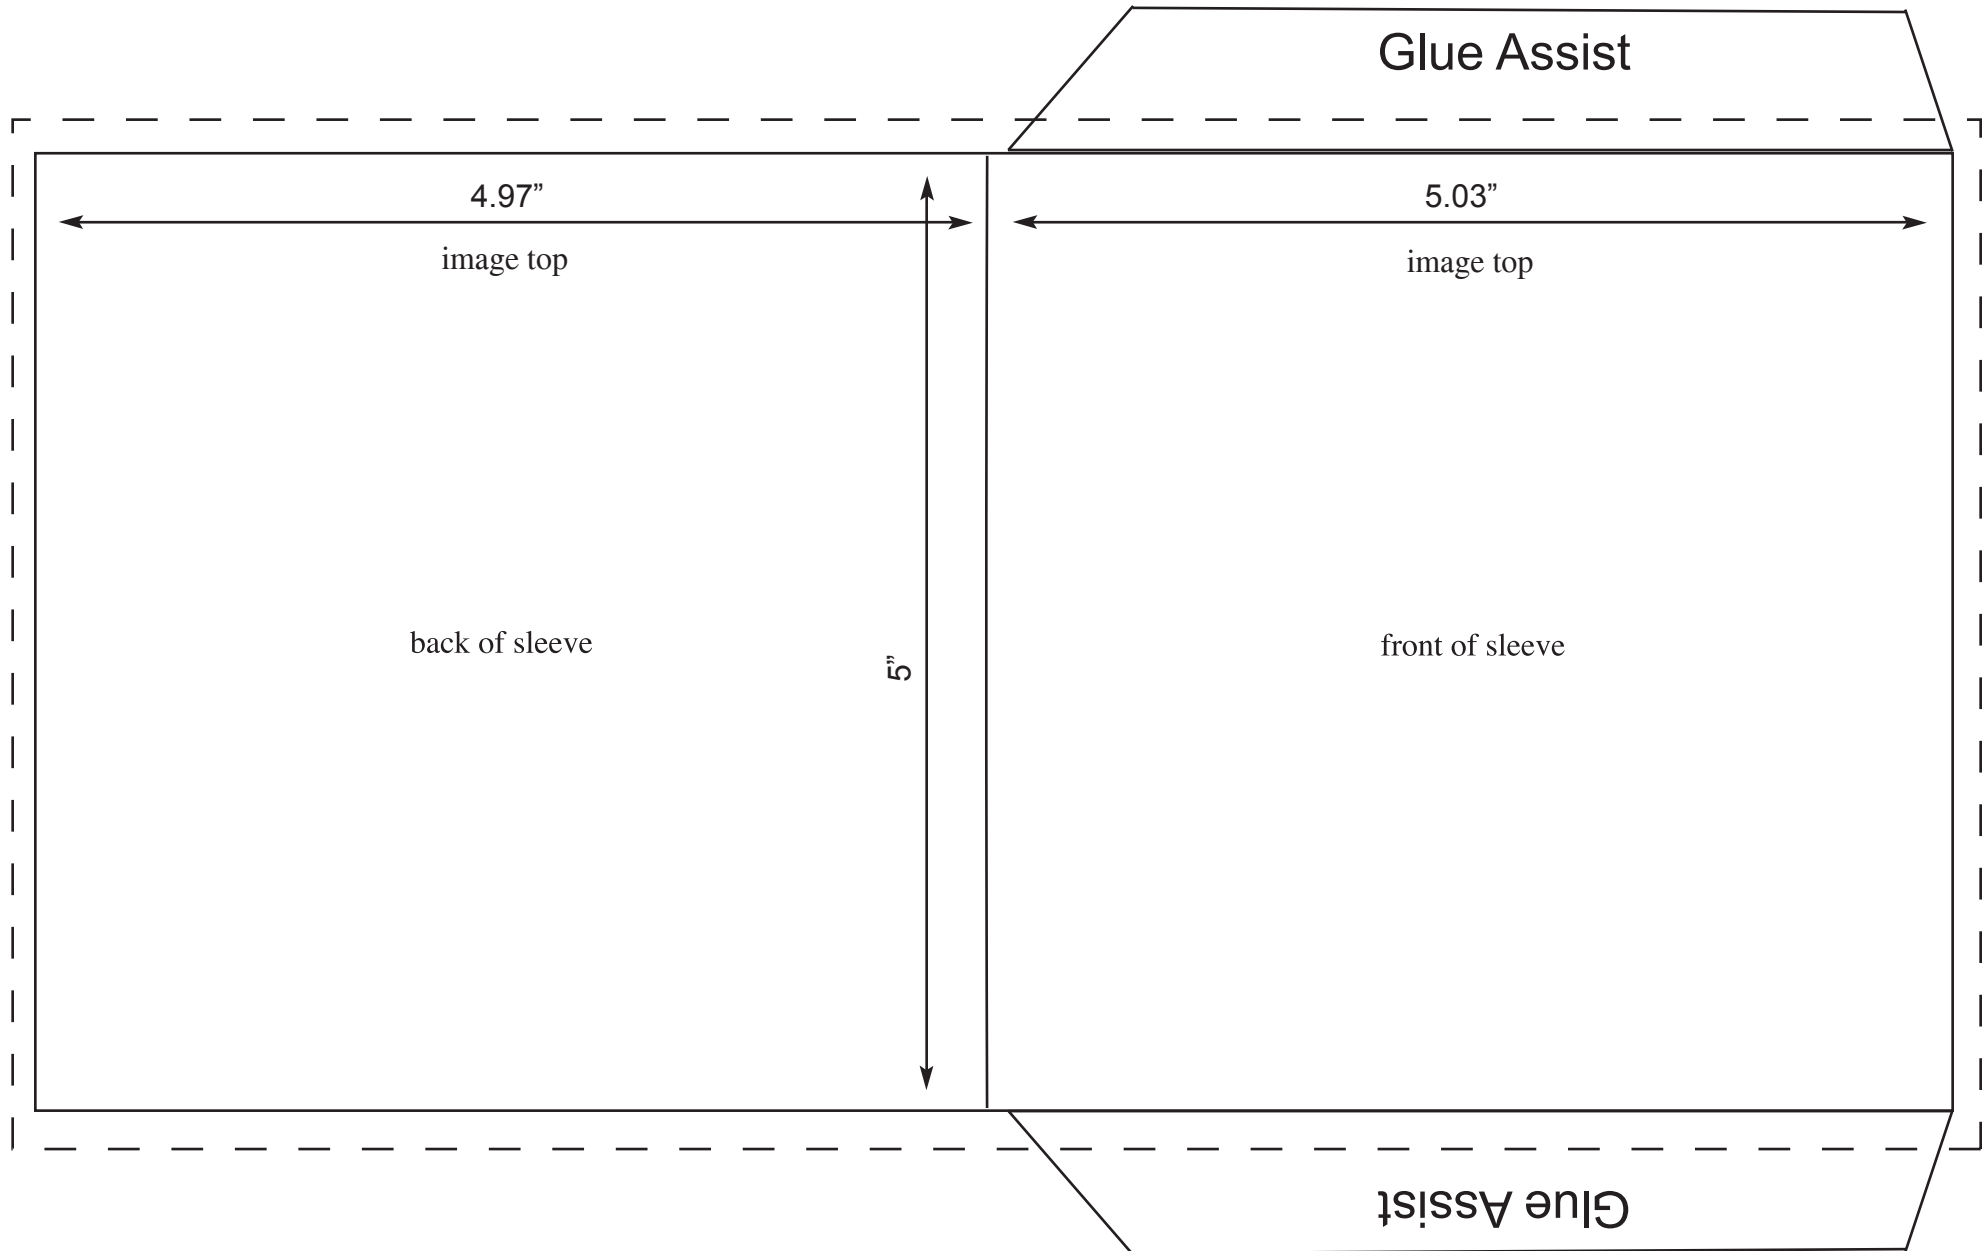 Glue Assist
4.97”
5.03”
image top
image top
back of sleeve
5”
front of sleeve
Glue Assist